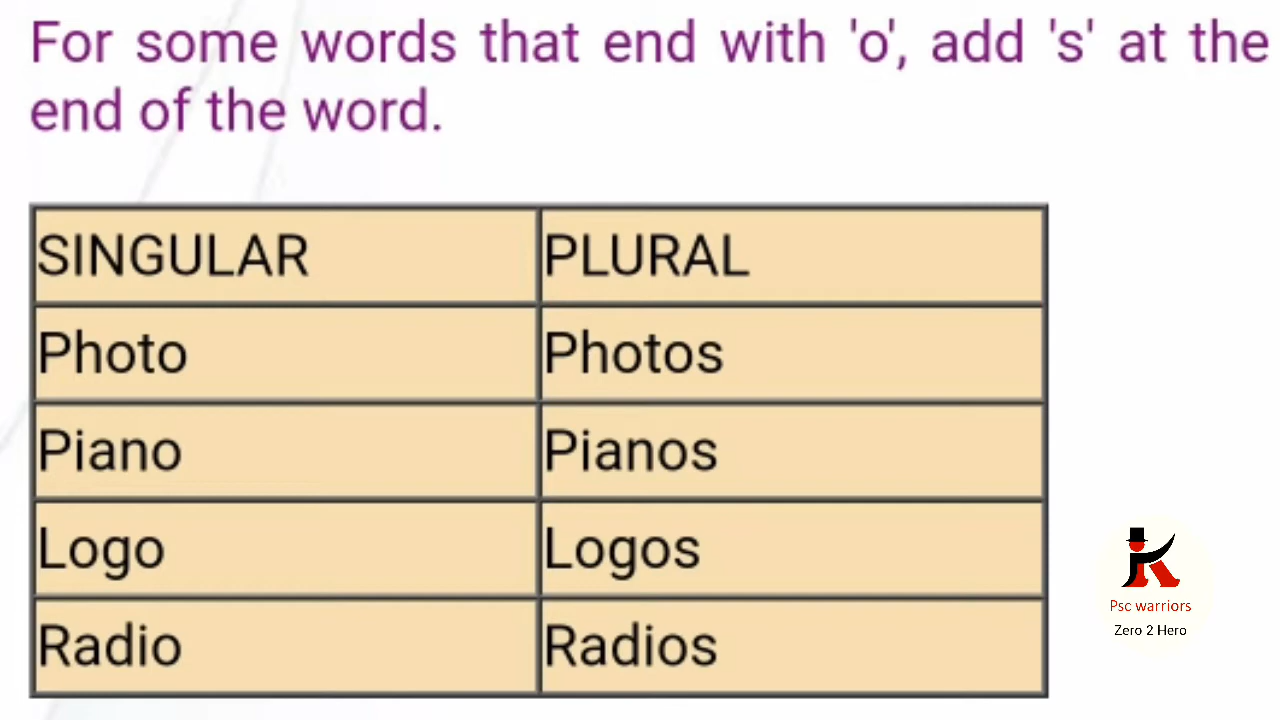 For some words that end with 'o', add 's' at the
end of the word.
SINGULAR PLURAL
Photo Photos
Piano Pianos
Logo Logos
Radio Radios
Psc warriors
Zero 2 Hero